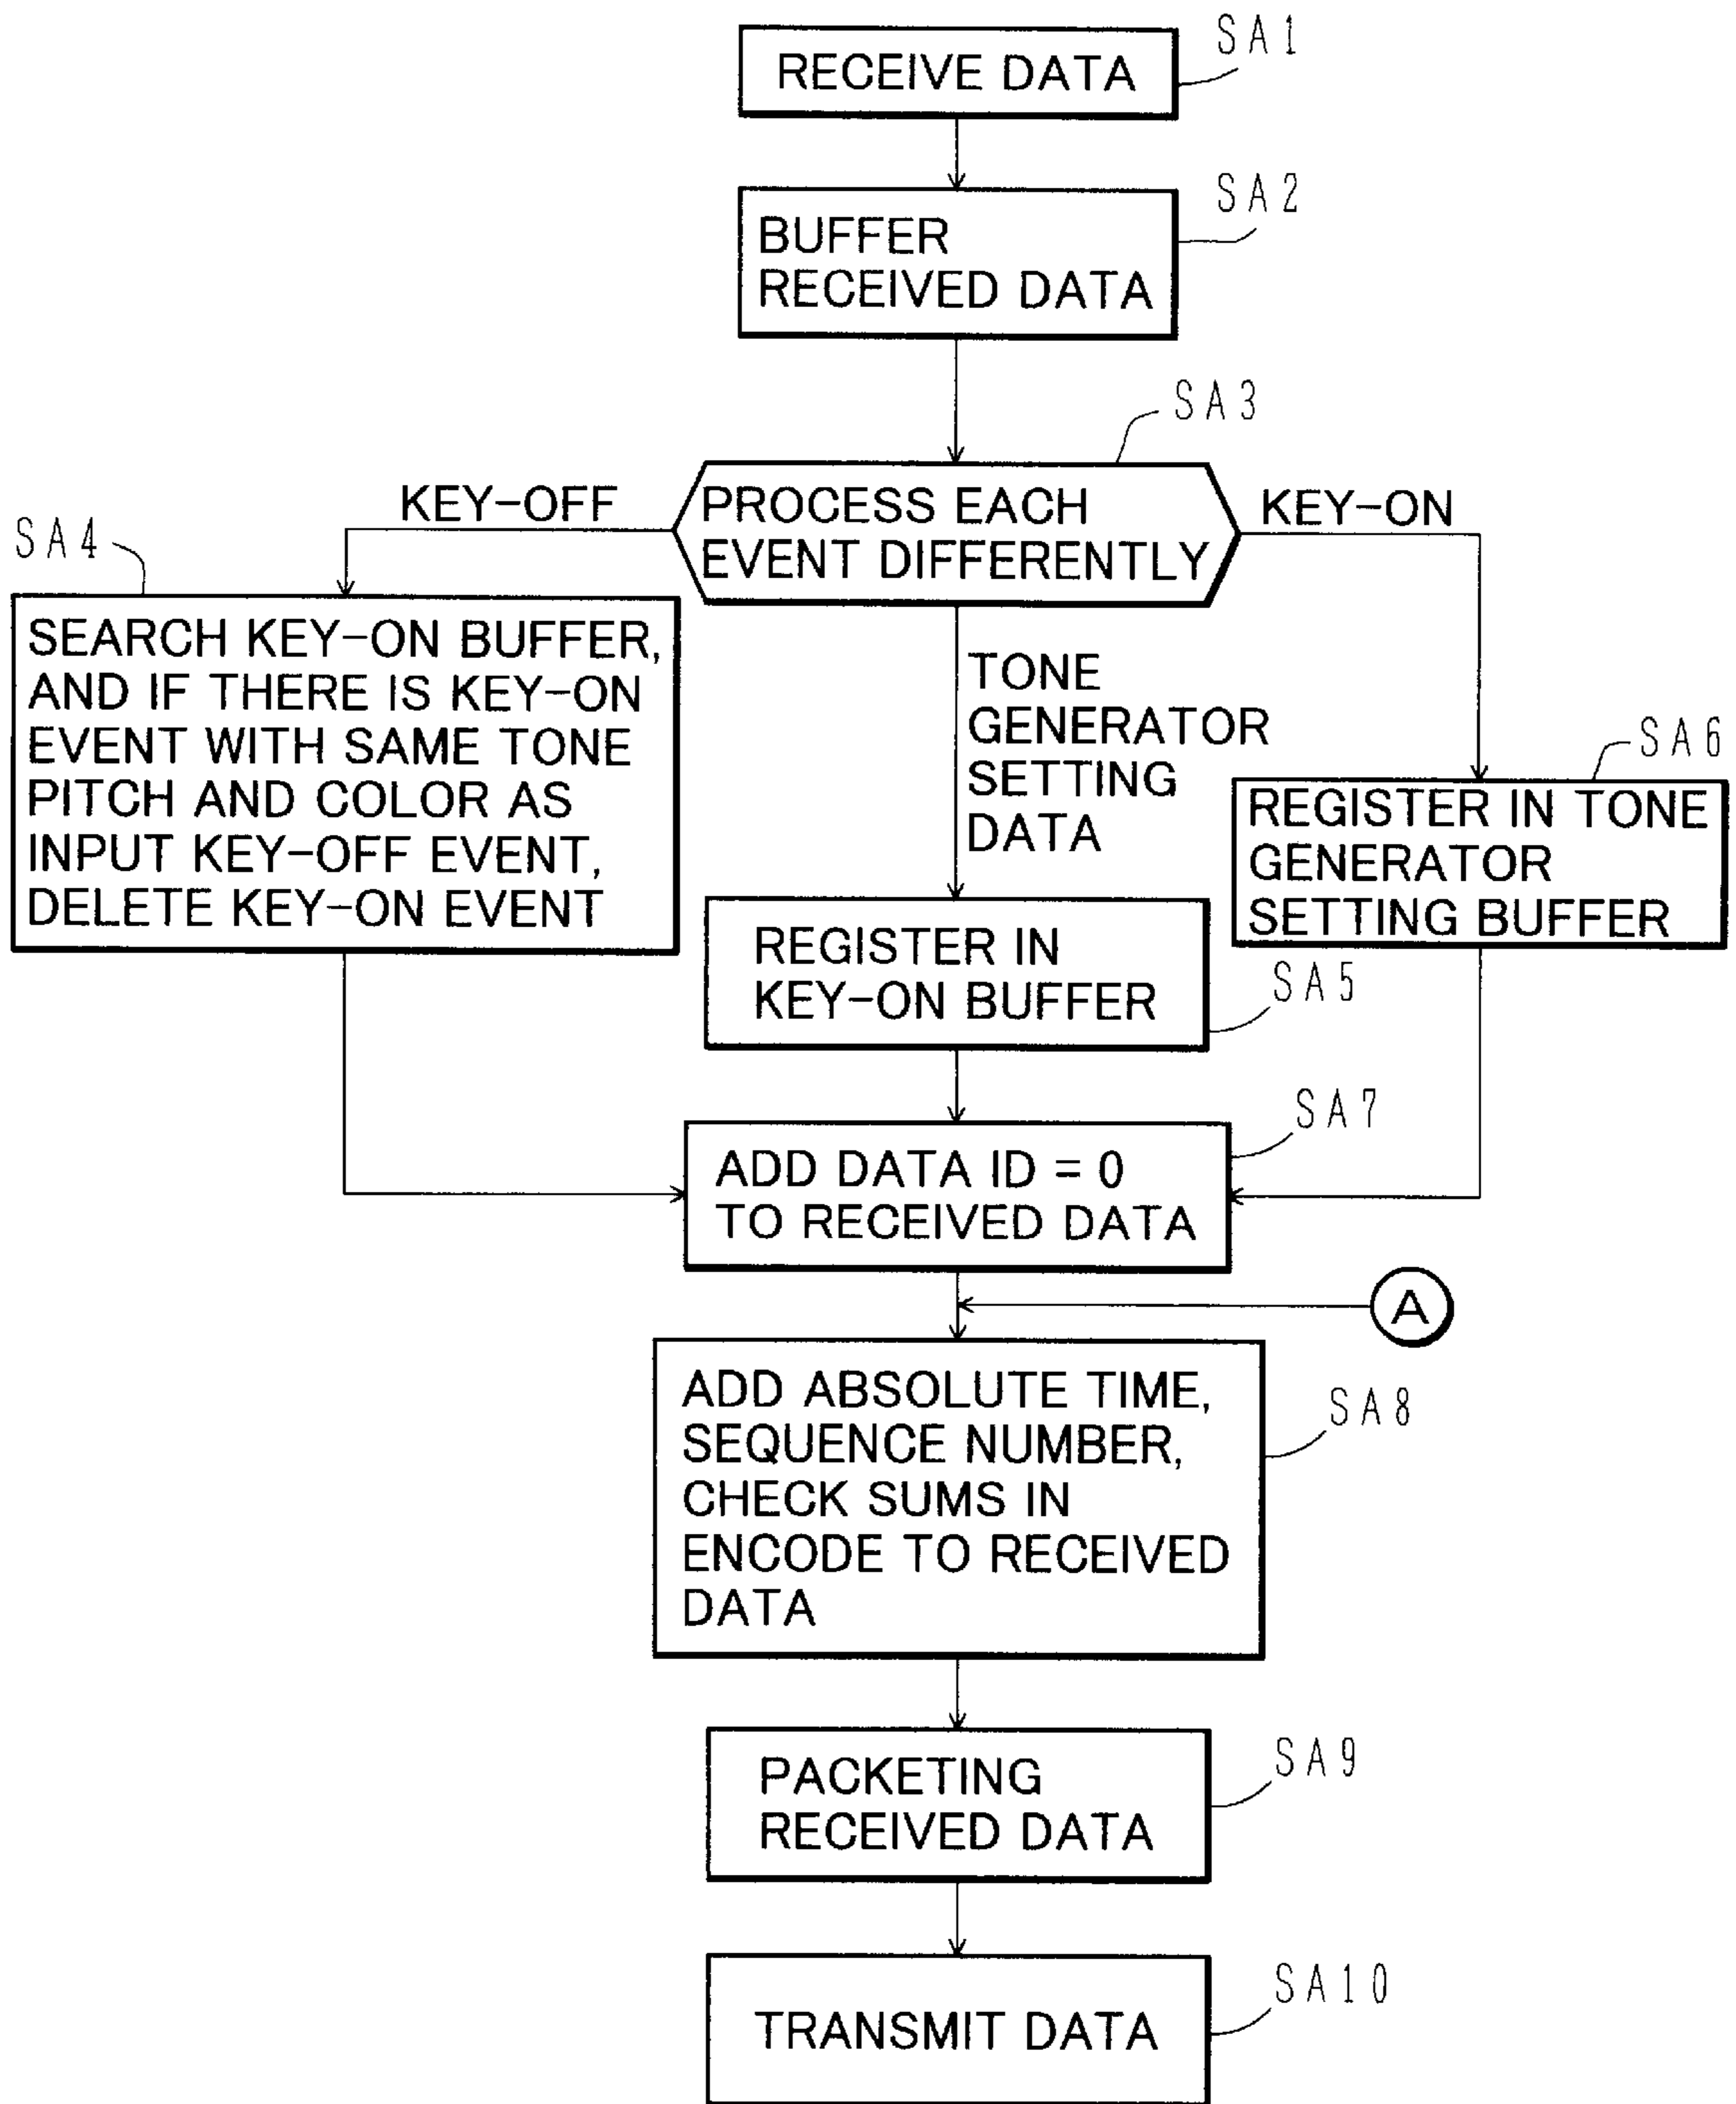 SA1
RECEIVE DATA
SA2
BUFFER
RECEIVED DATA
SA3
PROCESS EACH
EVENT DIFFERENTLY
KEY-OFF
KEY-ON
SA4
SEARCH KEY-ON BUFFER,
AND IF THERE IS KEY-ON
EVENT WITH SAME TONE
PITCH AND COLOR AS
INPUT KEY-OFF EVENT,
DELETE KEY-ON EVENT
TONE
GENERATOR
SETTING
DATA
SA6
REGISTER IN TONE
GENERATOR
SETTING BUFFER
REGISTER IN
KEY-ON BUFFER
SA5
SA7
ADD DATA ID = 0
TO RECEIVED DATA
A
ADD ABSOLUTE TIME,
SEQUENCE NUMBER,
CHECK SUMS IN
ENCODE TO RECEIVED
DATA
SA8
PACKETING
RECEIVED DATA
SA9
TRANSMIT DATA
SA10